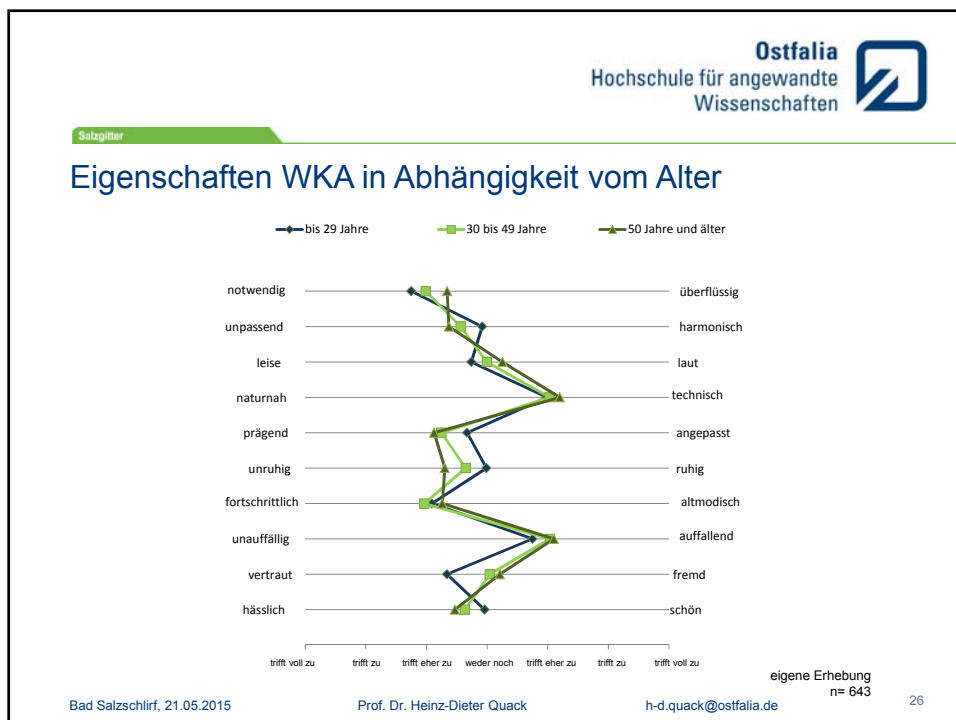 Ostfalia
Hochschule für angewandte
Wissenschaften
Salzgitter
Eigenschaften WKA in Abhängigkeit vom Alter
bis 29 Jahre 30 bis 49 Jahre 50 Jahre und älter
notwendig überflüssig
unpassend harmonisch
leise laut
naturnah technisch
prägend angepasst
unruhig ruhig
fortschrittlich altmodisch
unauffällig auffallend
vertraut fremd
hässlich schön
trifft voll zu trifft zu trifft eher zu weder noch trifft eher zu trifft zu trifft voll zu
eigene Erhebung
n= 643
Bad Salzschlirf, 21.05.2015 Prof. Dr. Heinz-Dieter Quack h-d.quack@ostfalia.de 26